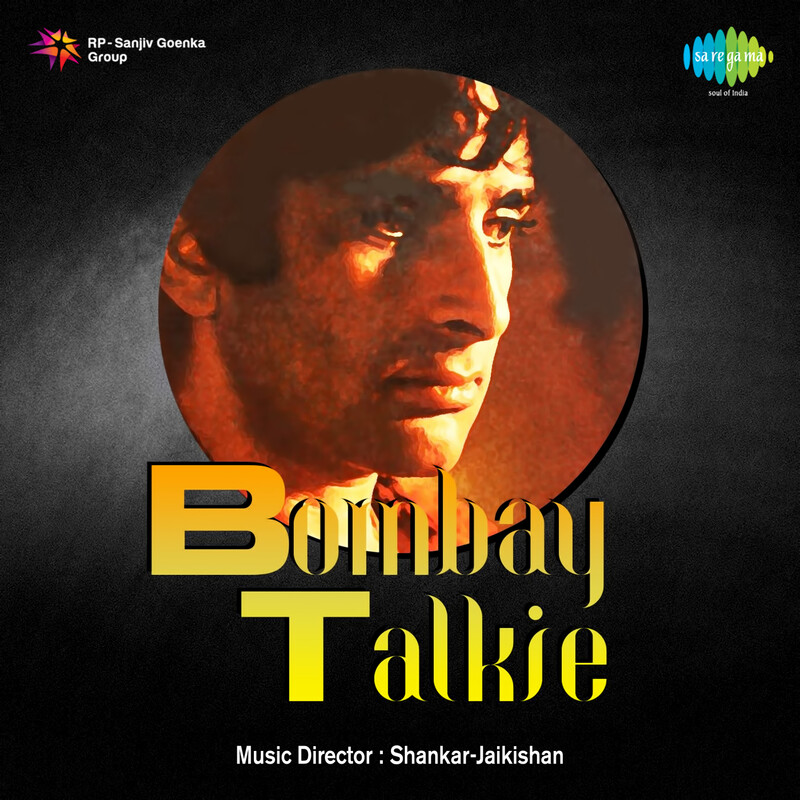 RP-Sanjiv Goenka
Group
sa re ga ma
soul of India
Bombay
Talkie
Music Director : Shankar-Jaikishan